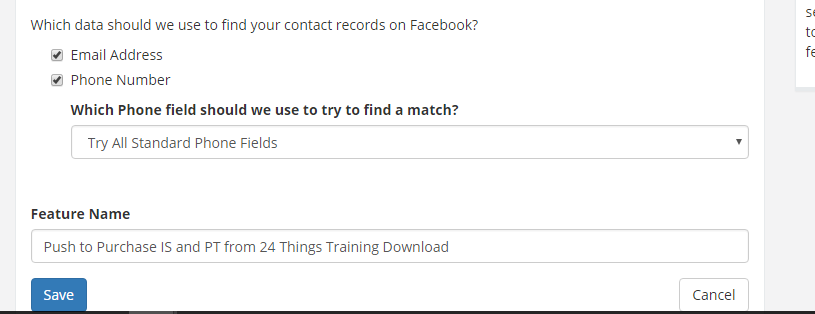 Which data should we use to find your contact records on Facebook?
Email Address
Phone Number
Which Phone field should we use to try to find a match?
Try All Standard Phone Fields
Feature Name
Push to Purchase IS and PT from 24 Things Training Download
Save
Cancel